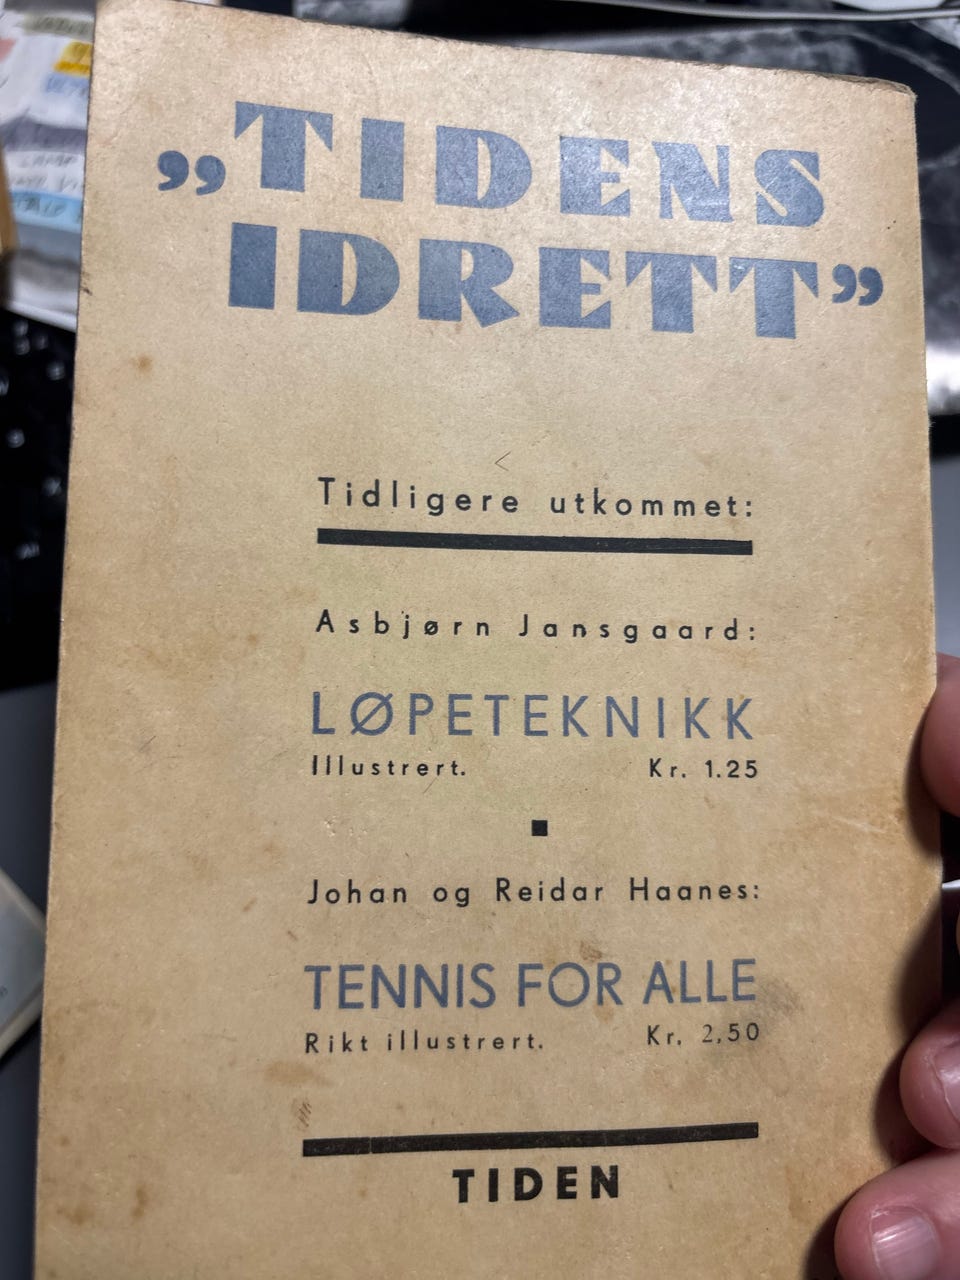 „TIDENS
IDRETT”
Tidligere utkommet:
Asbjørn Jansgaard:
LØPETEKNIKK
Illustrert. Kr. 1.25
Johan og Reidar Haanes:
TENNIS FOR ALLE
Rikt illustrert. Kr. 2,50
TIDEN